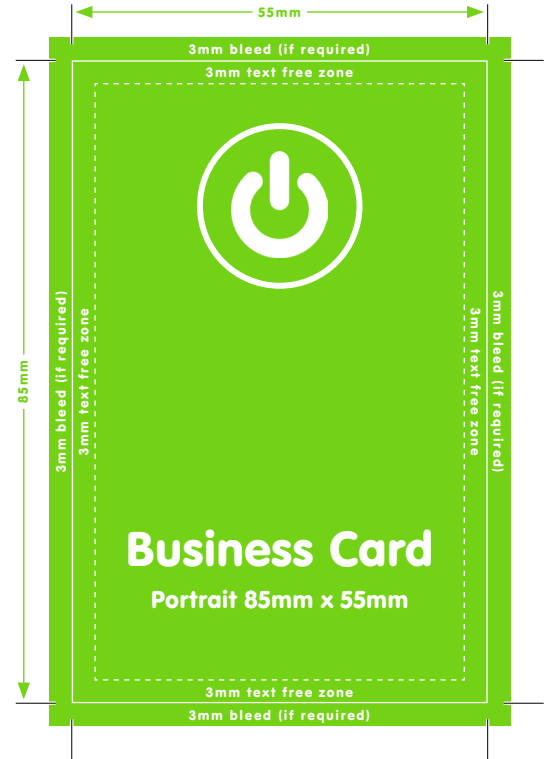 55mm
3mm bleed (if required)
3mm text free zone
85mm
3mm bleed (if required)
3mm text free zone
3mm text free zone
3mm bleed (if required)
Business Card
Portrait 85mm x 55mm
3mm text free zone
3mm bleed (if required)